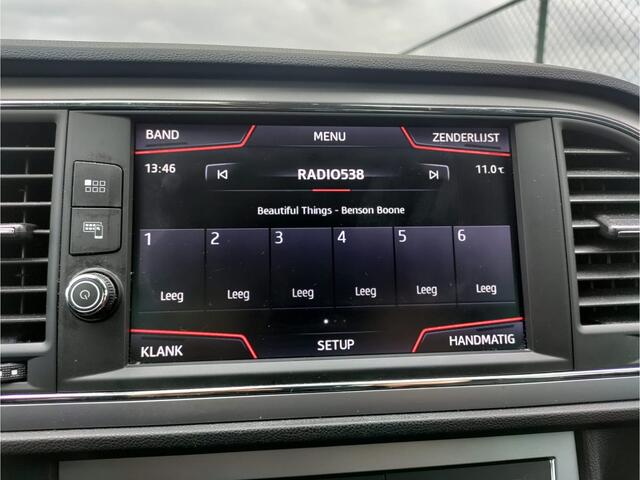 BAND MENU ZENDERLIJST
13:46 RADIO538 11.0℃
Beautiful Things - Benson Boone
1 2 3 4 5 6
Leeg Leeg Leeg Leeg Leeg Leeg
KLANK SETUP HANDMATIG